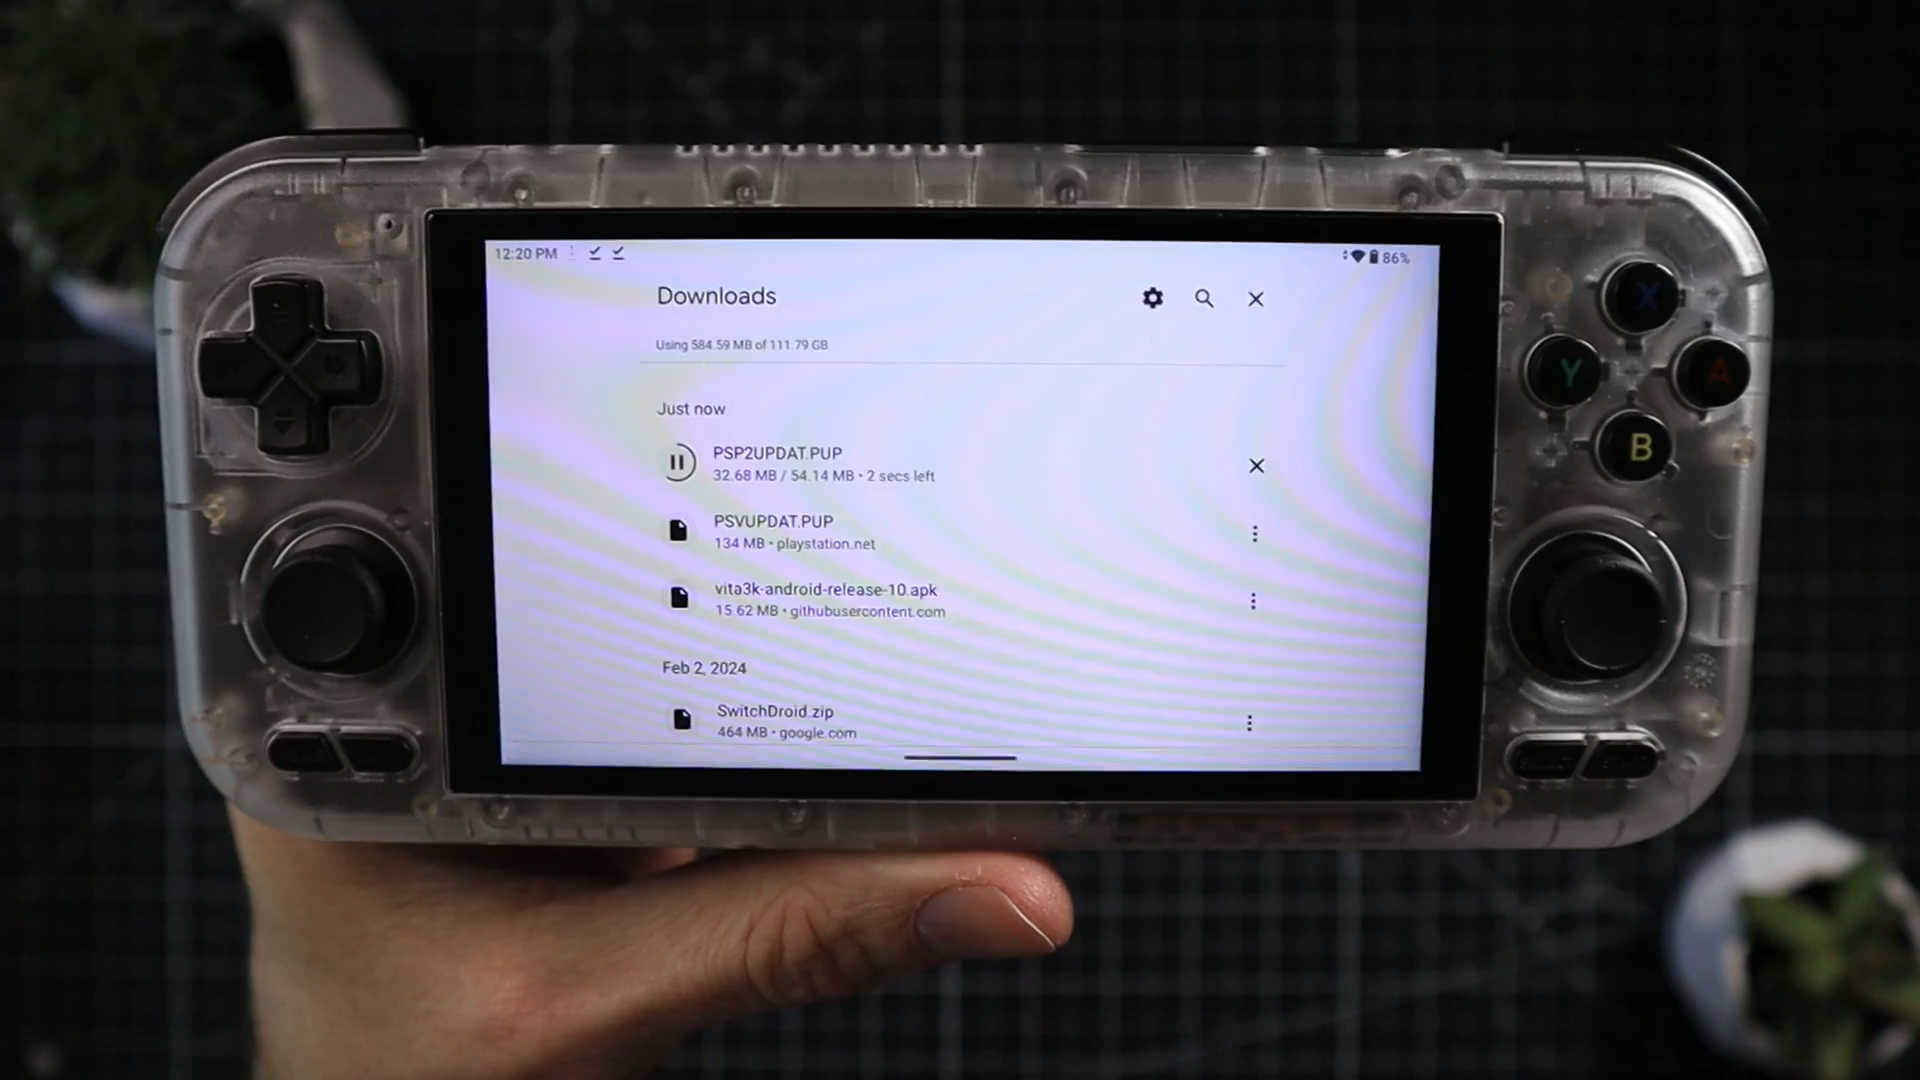 12:20 PM
86%
Downloads
Using 584.59 MB of 111.79 GB
Just now
PSP2UPDAT.PUP
32.68 MB / 54.14 MB • 2 secs left
PSVUPDAT.PUP
134 MB • playstation.net
vita3k-android-release-10.apk
15.62 MB • githubusercontent.com
Feb 2, 2024
SwitchDroid.zip
464 MB • google.com
X
Y
A
B